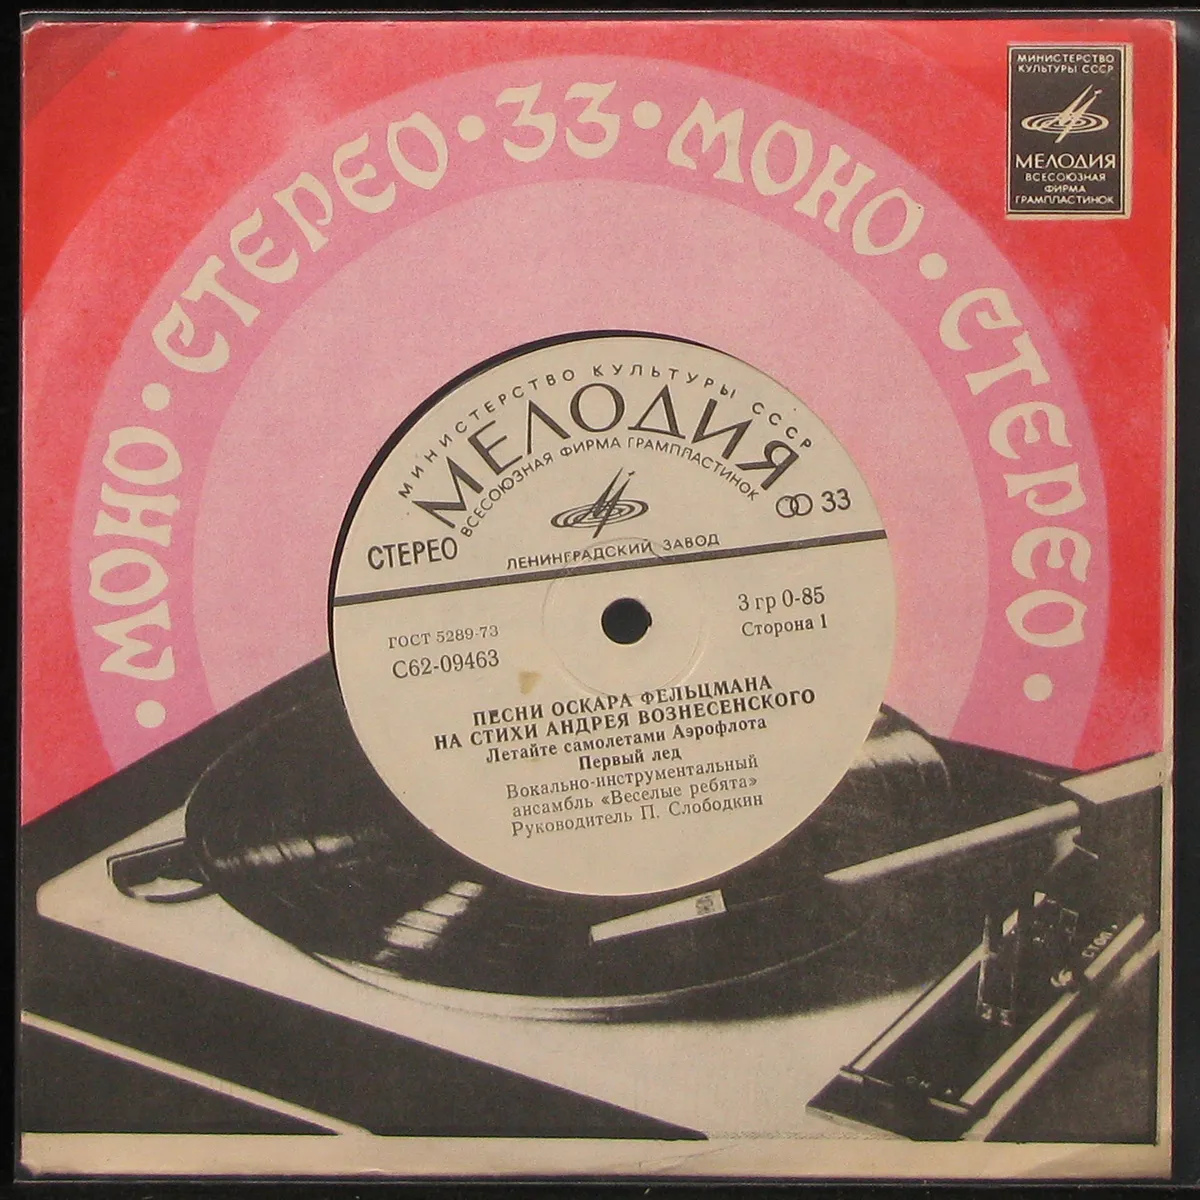 МОНО • СТЕРЕО • 33 • МОНО • СТЕРЕО •
МИНИСТЕРСТВО
КУЛЬТУРЫ СССР
МЕЛОДИЯ
ВСЕСОЮЗНАЯ
ФИРМА
ГРАМПЛАСТИНОК
МИНИСТЕРСТВО КУЛЬТУРЫ СССР
МЕЛОДИЯ
ВСЕСОЮЗНАЯ ФИРМА ГРАМПЛАСТИНОК
СТЕРЕО
33
ЛЕНИНГРАДСКИЙ ЗАВОД
ГОСТ 5289-73
С62-09463
3 гр 0-85
Сторона 1
ПЕСНИ ОСКАРА ФЕЛЬЦМАНА
НА СТИХИ АНДРЕЯ ВОЗНЕСЕНСКОГО
Летайте самолетами Аэрофлота
Первый лед
Вокально-инструментальный
ансамбль «Веселые ребята»
Руководитель П. Слободкин
СТОП